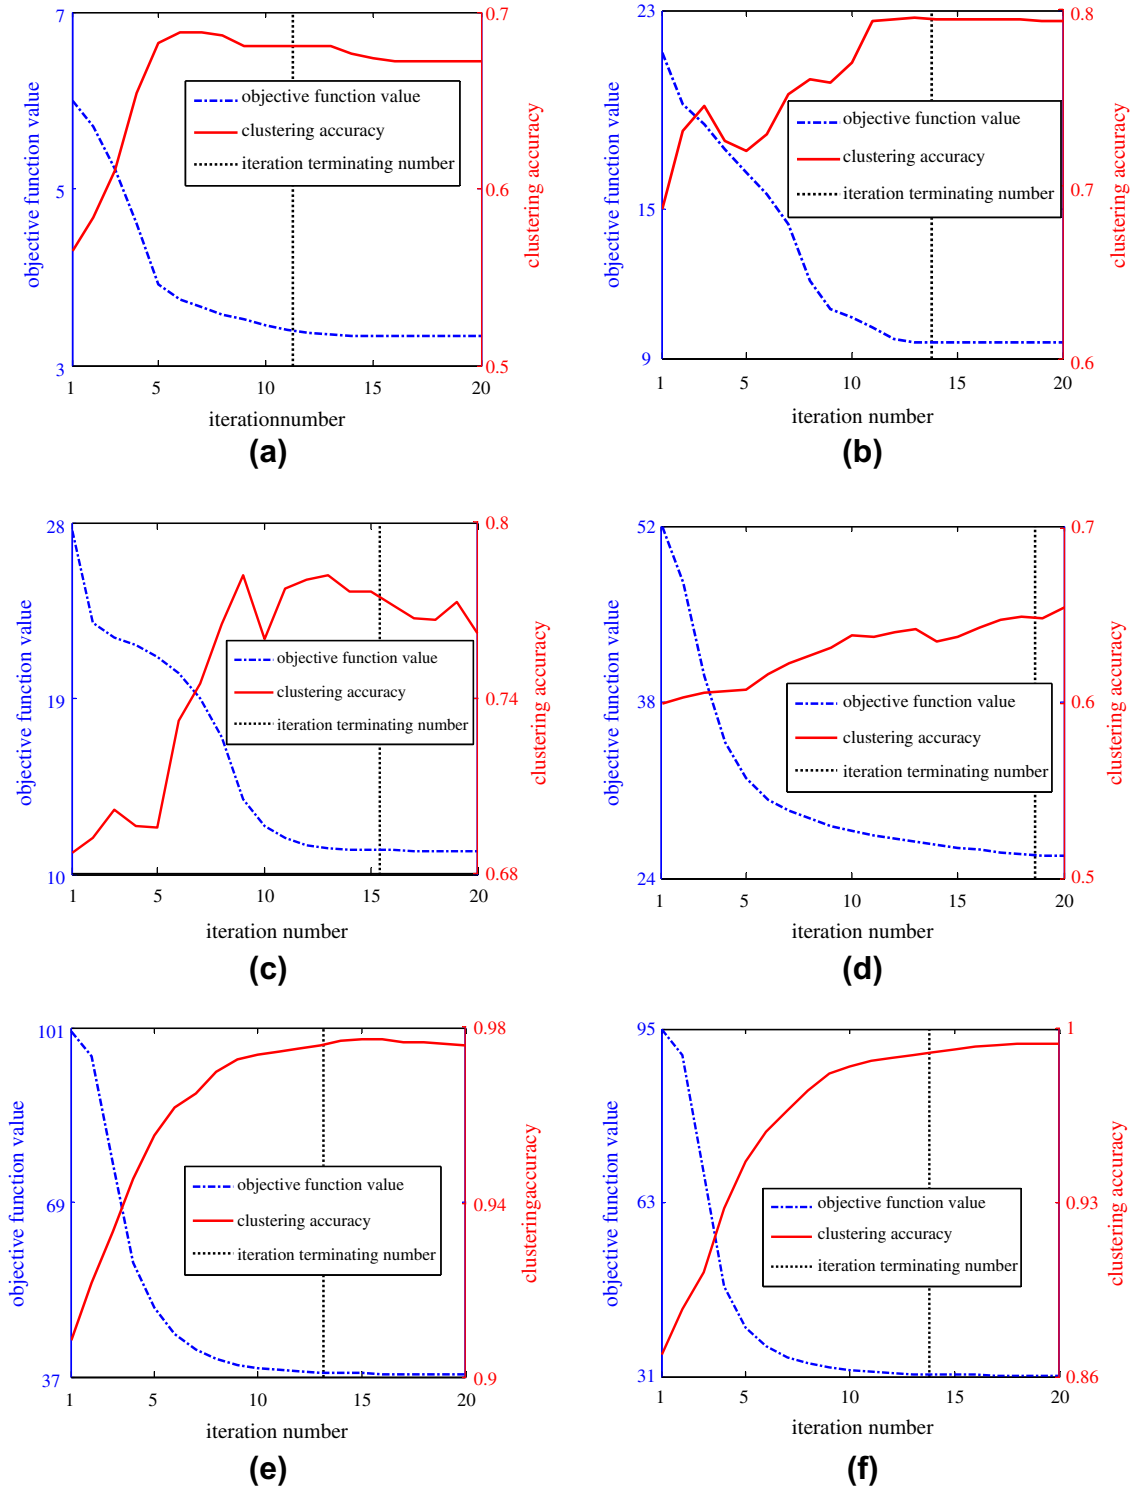 7
5
3
objective function value
0.7
0.6
0.5
clustering accuracy
objective function value
clustering accuracy
iteration terminating number
1
5
10
15
20
iterationnumber
(a)
23
15
9
objective function value
0.8
0.7
0.6
clustering accuracy
objective function value
clustering accuracy
iteration terminating number
1
5
10
15
20
iteration number
(b)
28
19
10
objective function value
0.8
0.74
0.68
clustering accuracy
objective function value
clustering accuracy
iteration terminating number
1
5
10
15
20
iteration number
(c)
52
38
24
objective function value
0.7
0.6
0.5
clustering accuracy
objective function value
clustering accuracy
iteration terminating number
1
5
10
15
20
iteration number
(d)
101
69
37
objective function value
0.98
0.94
0.9
clusteringaccuracy
objective function value
clustering accuracy
iteration terminating number
1
5
10
15
20
iteration number
(e)
95
63
31
objective function value
1
0.93
0.86
clustering accuracy
objective function value
clustering accuracy
iteration terminating number
1
5
10
15
20
iteration number
(f)